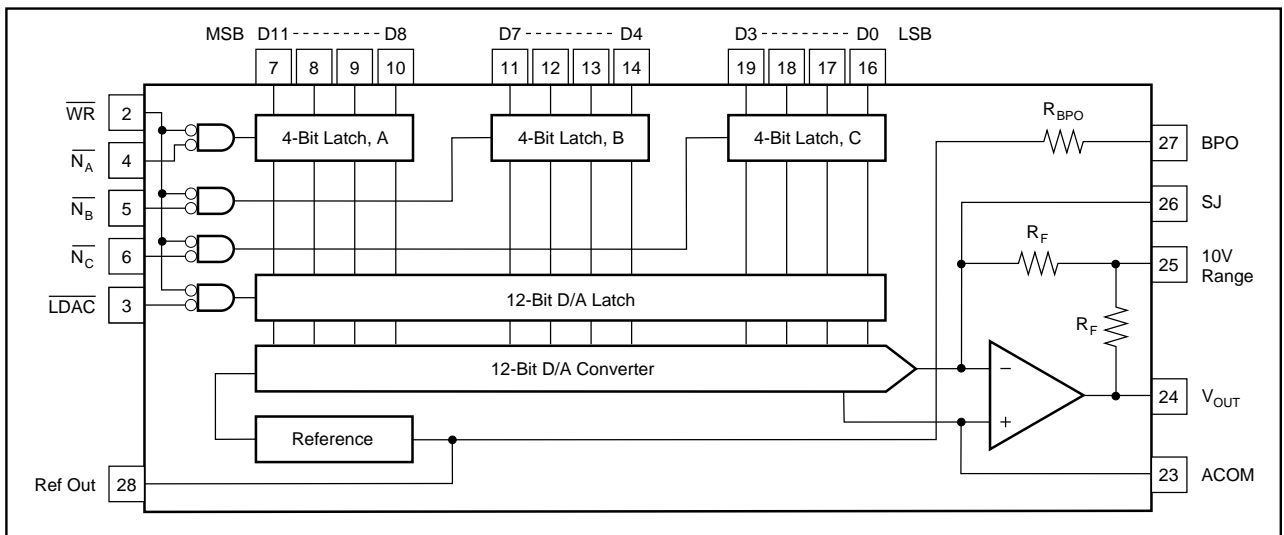 MSB D11 ---------- D8
D7 ---------- D4
D3 ---------- D0 LSB
7 8 9 10
11 12 13 14
19 18 17 16
WR
2
4-Bit Latch, A
4-Bit Latch, B
4-Bit Latch, C
R_BPO
27
BPO
N_A
4
N_B
5
26
SJ
N_C
6
R_F
25
10V
Range
LDAC
3
12-Bit D/A Latch
R_F
12-Bit D/A Converter
−
24
V_OUT
+
Reference
Ref Out
28
23
ACOM